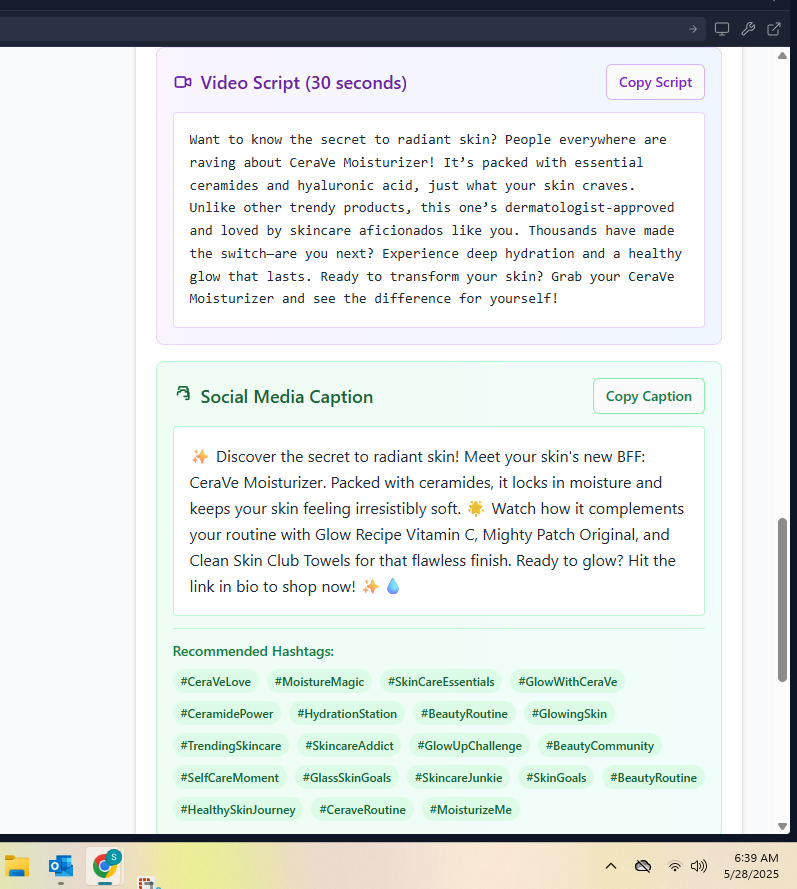 Video Script (30 seconds)
Copy Script
Want to know the secret to radiant skin? People everywhere are
raving about CeraVe Moisturizer! It’s packed with essential
ceramides and hyaluronic acid, just what your skin craves.
Unlike other trendy products, this one’s dermatologist-approved
and loved by skincare aficionados like you. Thousands have made
the switch—are you next? Experience deep hydration and a healthy
glow that lasts. Ready to transform your skin? Grab your CeraVe
Moisturizer and see the difference for yourself!
Social Media Caption
Copy Caption
✨ Discover the secret to radiant skin! Meet your skin's new BFF:
CeraVe Moisturizer. Packed with ceramides, it locks in moisture and
keeps your skin feeling irresistibly soft. 🌟 Watch how it complements
your routine with Glow Recipe Vitamin C, Mighty Patch Original, and
Clean Skin Club Towels for that flawless finish. Ready to glow? Hit the
link in bio to shop now! ✨ 💧
Recommended Hashtags:
#CeraVeLove #MoistureMagic #SkinCareEssentials #GlowWithCeraVe
#CeramidePower #HydrationStation #BeautyRoutine #GlowingSkin
#TrendingSkincare #SkincareAddict #GlowUpChallenge #BeautyCommunity
#SelfCareMoment #GlassSkinGoals #SkincareJunkie #SkinGoals #BeautyRoutine
#HealthySkinJourney #CeraveRoutine #MoisturizeMe
S
6:39 AM
5/28/2025